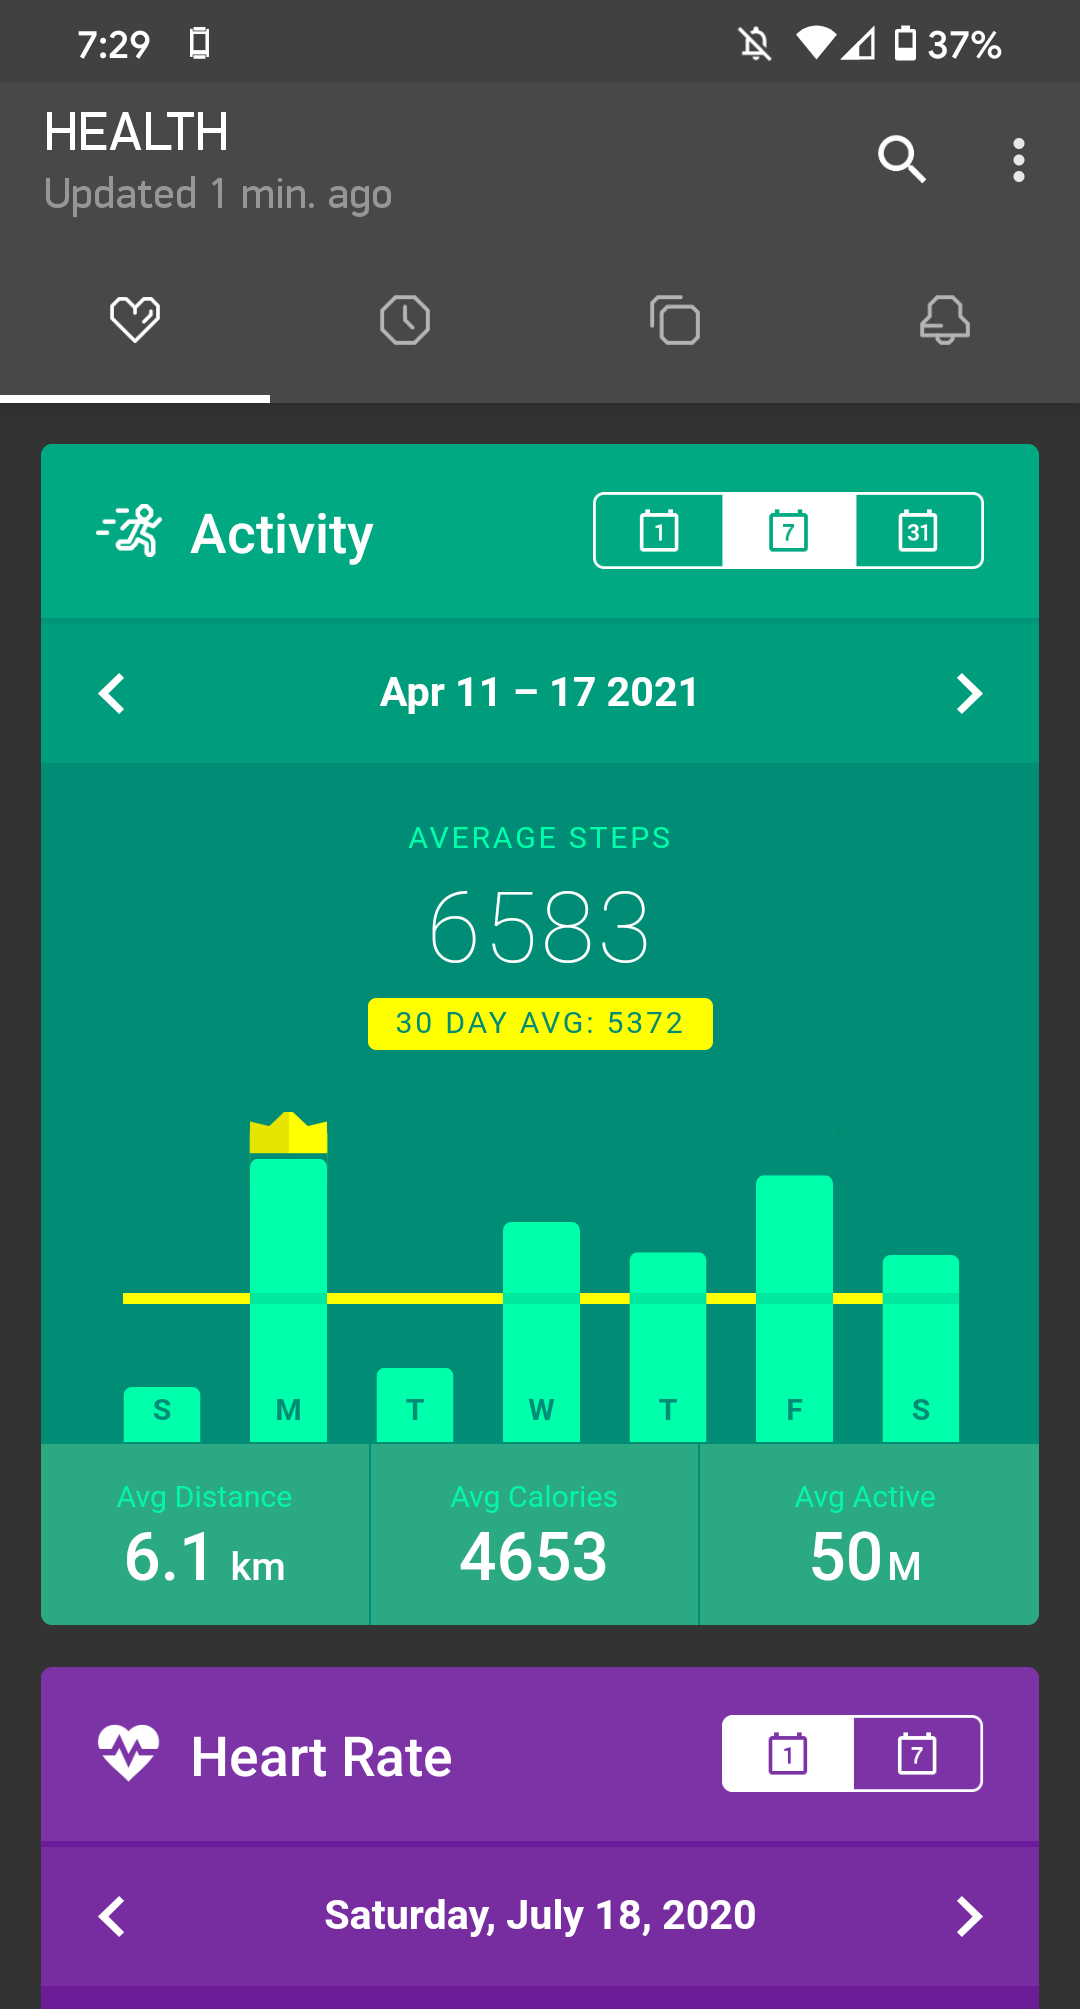 7:29 37%
HEALTH
Updated 1 min. ago
Activity 1 7 31
Apr 11 – 17 2021
AVERAGE STEPS
6583
30 DAY AVG: 5372
S M T W T F S
Avg Distance Avg Calories Avg Active
6.1 km 4653 50 M
Heart Rate 1 7
Saturday, July 18, 2020